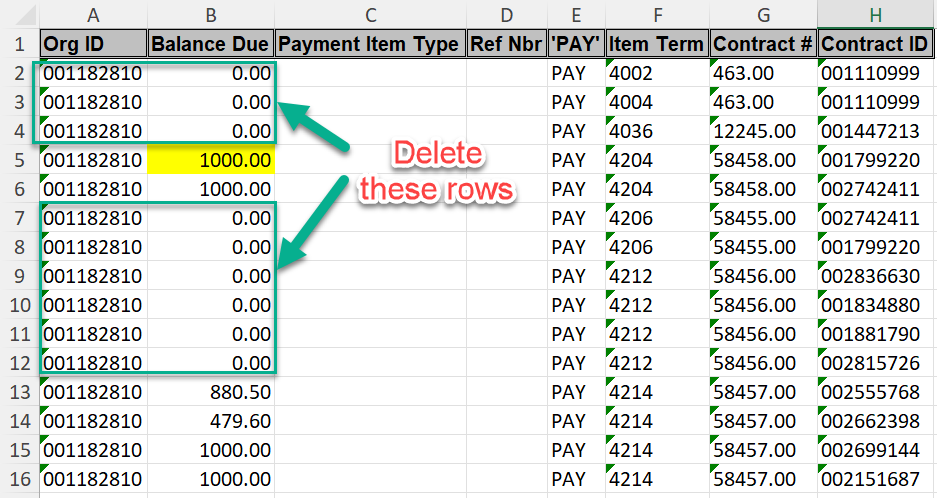 A B C D E F G H
1 Org ID Balance Due Payment Item Type Ref Nbr 'PAY' Item Term Contract # Contract ID
2 001182810 0.00 PAY 4002 463.00 001110999
3 001182810 0.00 PAY 4004 463.00 001110999
4 001182810 0.00 PAY 4036 12245.00 001447213
5 001182810 1000.00 PAY 4204 58458.00 001799220
6 001182810 1000.00 PAY 4204 58458.00 002742411
7 001182810 0.00 PAY 4206 58455.00 002742411
8 001182810 0.00 PAY 4206 58455.00 001799220
9 001182810 0.00 PAY 4212 58456.00 002836630
10 001182810 0.00 PAY 4212 58456.00 001834880
11 001182810 0.00 PAY 4212 58456.00 001881790
12 001182810 0.00 PAY 4212 58456.00 002815726
13 001182810 880.50 PAY 4214 58457.00 002555768
14 001182810 479.60 PAY 4214 58457.00 002662398
15 001182810 1000.00 PAY 4214 58457.00 002699144
16 001182810 1000.00 PAY 4214 58457.00 002151687
Delete
these rows